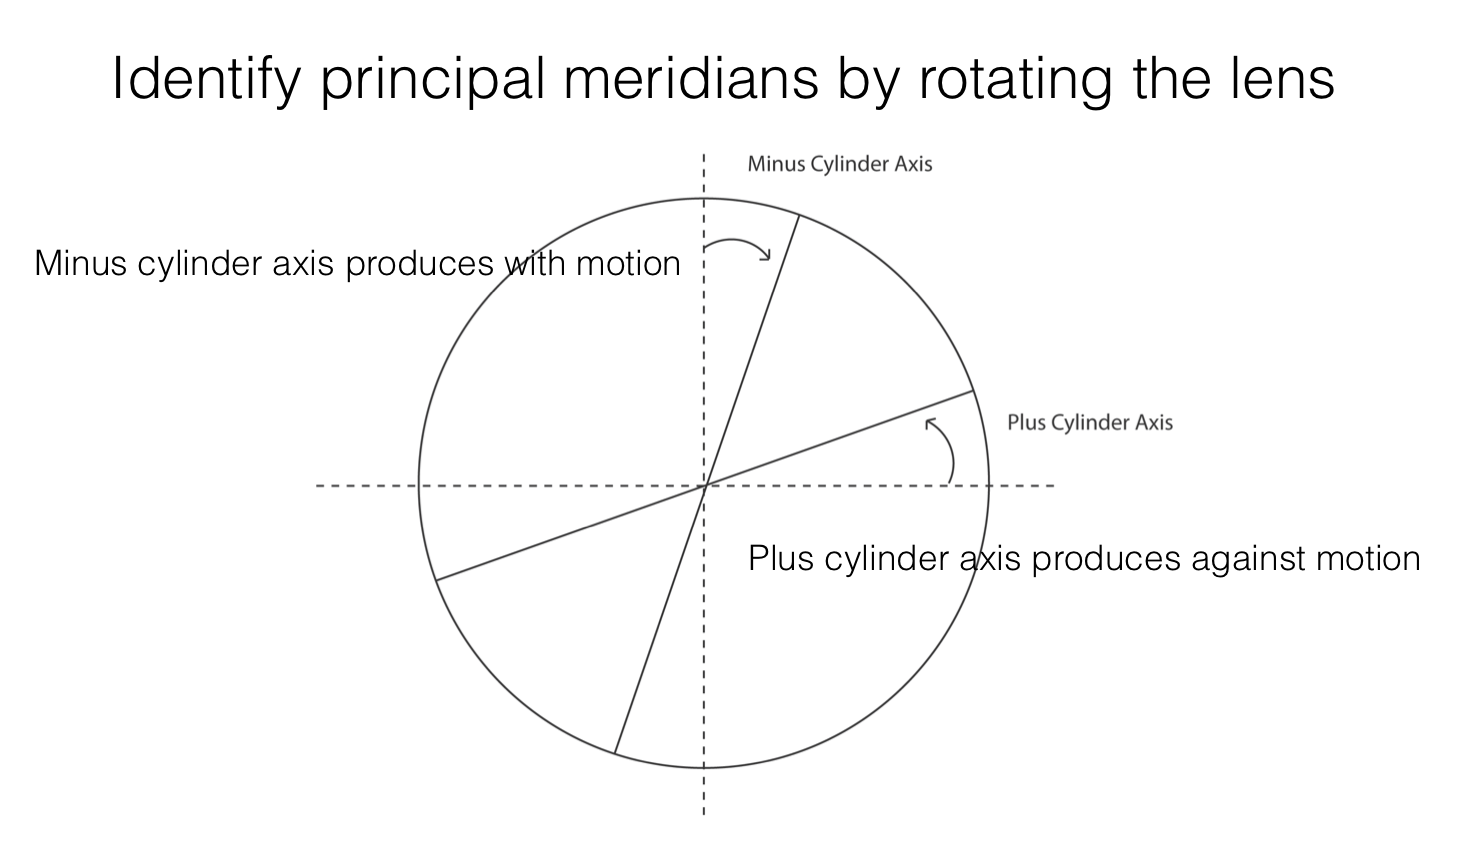 Identify principal meridians by rotating the lens
Minus Cylinder Axis
Minus cylinder axis produces with motion
Plus Cylinder Axis
Plus cylinder axis produces against motion